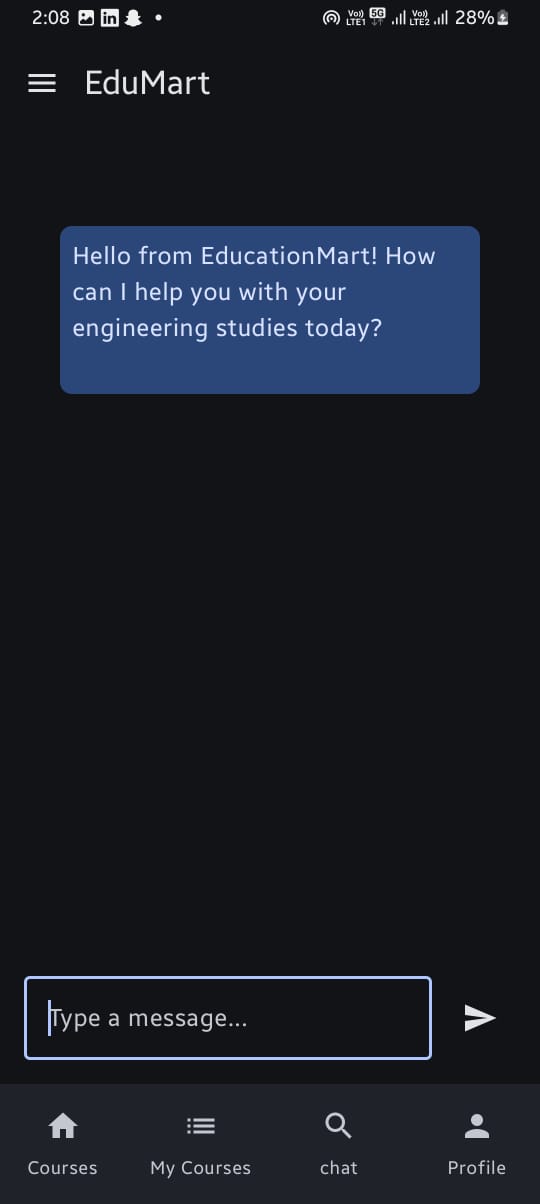 2:08 Vo) LTE1 5G Vo) LTE2 28%
EduMart
Hello from EducationMart! How
can I help you with your
engineering studies today?
Type a message...
Courses My Courses chat Profile